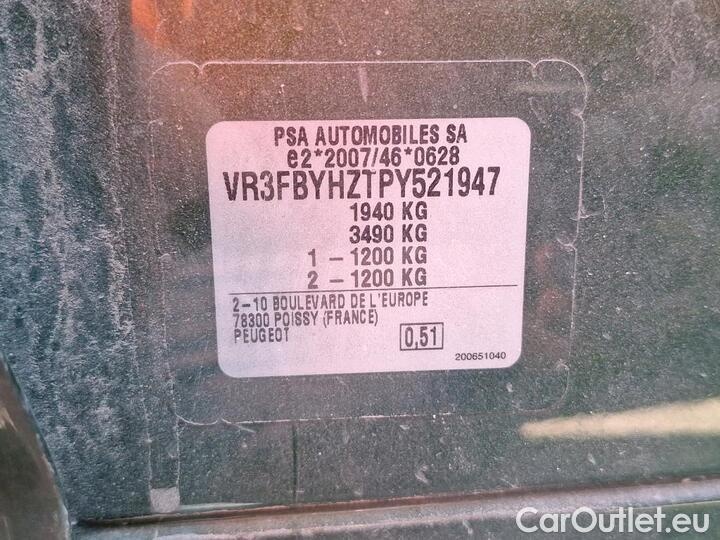 PSA AUTOMOBILES SA
e2*2007/46*0628
VR3FBYHZTPY521947
1940 KG
3490 KG
1 - 1200 KG
2 - 1200 KG
2-10 BOULEVARD DE L'EUROPE
78300 POISSY (FRANCE)
PEUGEOT
0,51
200651040
CarOutlet.eu